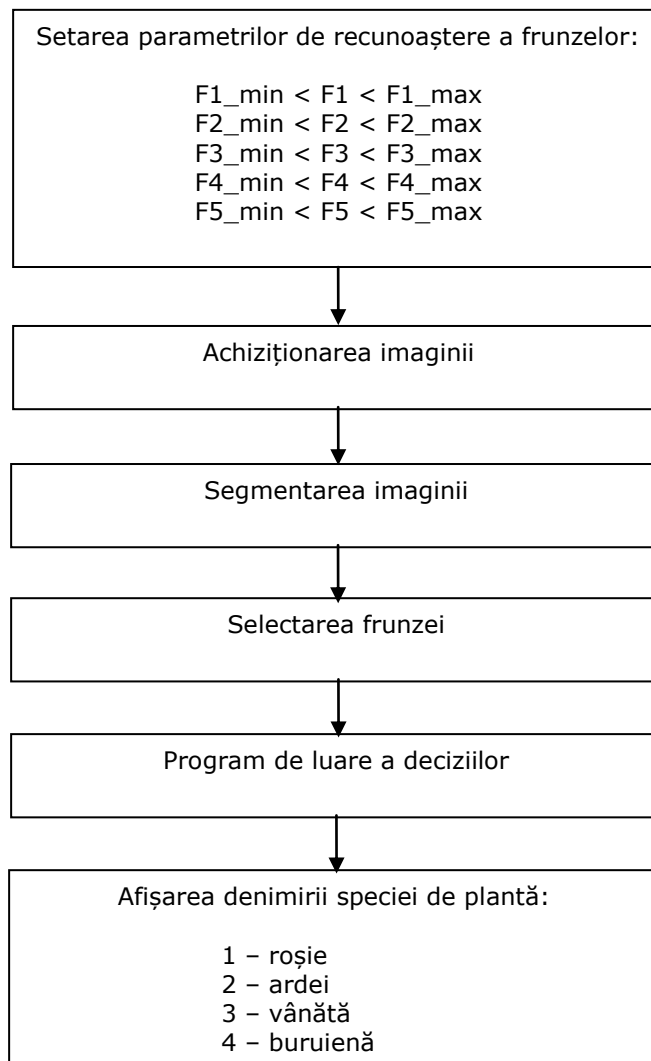 Setarea parametrilor de recunoaștere a frunzelor:
F1_min < F1 < F1_max
F2_min < F2 < F2_max
F3_min < F3 < F3_max
F4_min < F4 < F4_max
F5_min < F5 < F5_max
Achiziționarea imaginii
Segmentarea imaginii
Selectarea frunzei
Program de luare a deciziilor
Afișarea denimirii speciei de plantă:
1 – roșie
2 – ardei
3 – vânătă
4 – buruienă